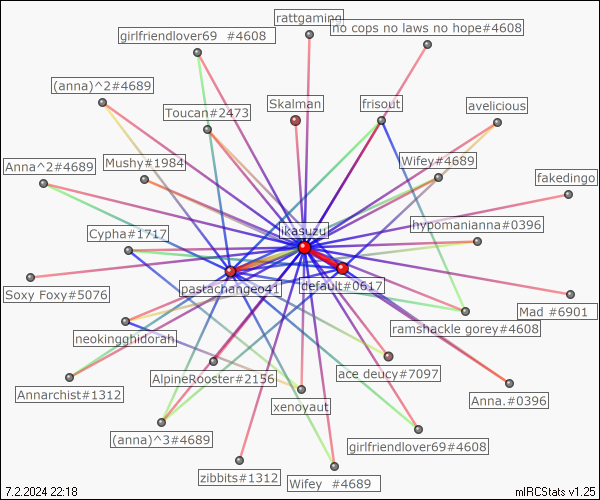 rattgaming
no cops no laws no hope#4608
girlfriendlover69  #4608
(anna)^2#4689
Skalman
frisout
avelicious
Toucan#2473
Anna^2#4689
Mushy#1984
Wifey#4689
fakedingo
Cypha#1717
ikasuzu
hypomanianna#0396
Soxy Foxy#5076
pastachangeo41
default#0617
Mad #6901
ramshackle gorey#4608
neokingghidorah
ace deucy#7097
AlpineRooster#2156
Annarchist#1312
Anna.#0396
xenoyaut
(anna)^3#4689
girlfriendlover69#4608
zibbits#1312
Wifey  #4689
7.2.2024 22:18
mIRCStats v1.25